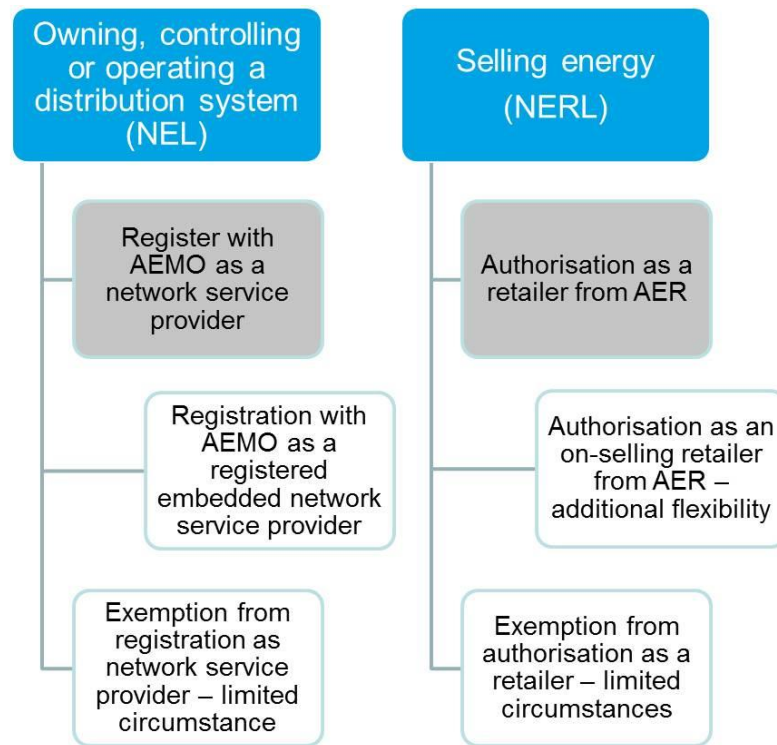 Owning, controlling
or operating a
distribution system
(NEL)
Register with
AEMO as a
network service
provider
Registration with
AEMO as a
registered
embedded network
service provider
Exemption from
registration as
network service
provider – limited
circumstance
Selling energy
(NERL)
Authorisation as a
retailer from AER
Authorisation as an
on-selling retailer
from AER –
additional flexibility
Exemption from
authorisation as a
retailer – limited
circumstances